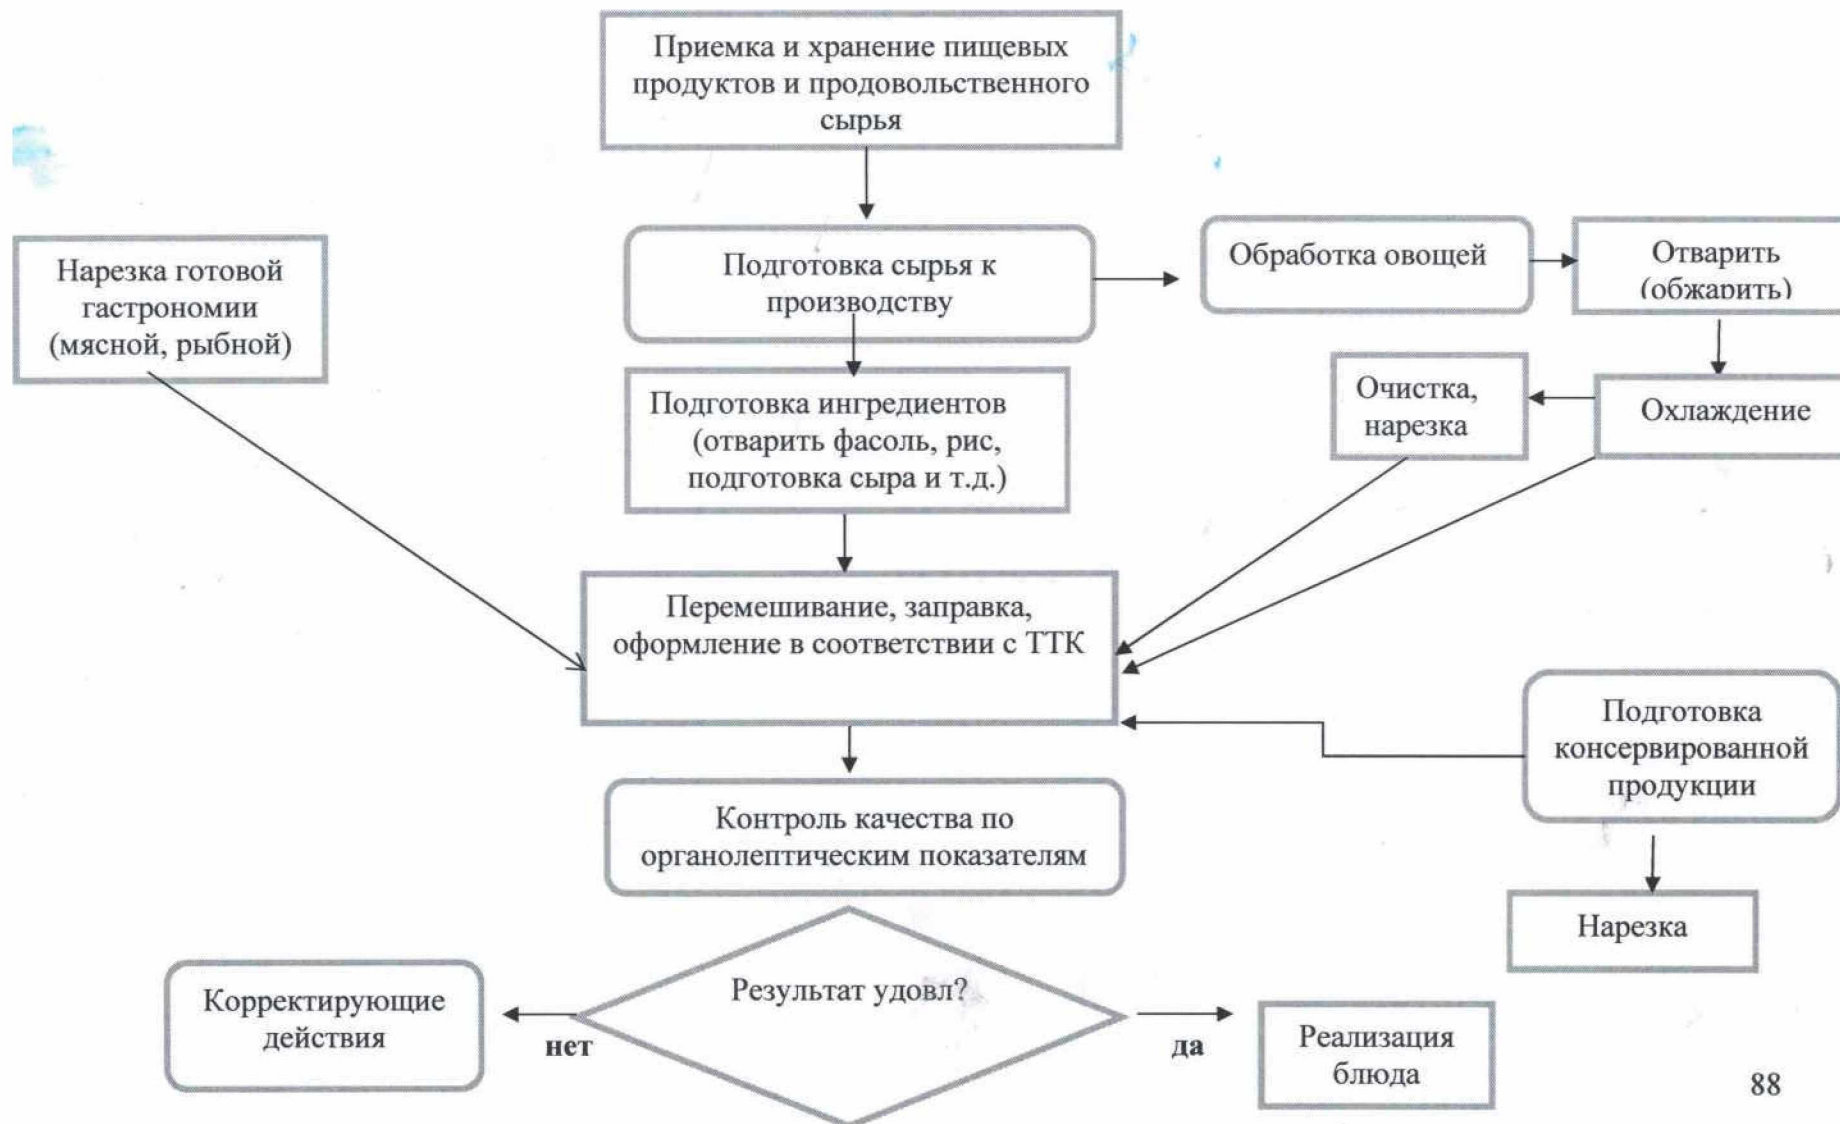 Приемка и хранение пищевых
продуктов и продовольственного
сырья
Нарезка готовой
гастрономии
(мясной, рыбной)
Подготовка сырья к
производству
Обработка овощей
Отварить
(обжарить)
Подготовка ингредиентов
(отварить фасоль, рис,
подготовка сыра и т.д.)
Очистка,
нарезка
Охлаждение
Перемешивание, заправка,
оформление в соответствии с ТТК
Подготовка
консервированной
продукции
Контроль качества по
органолептическим показателям
Нарезка
Результат удовл?
Корректирующие
действия
нет
да
Реализация
блюда
88